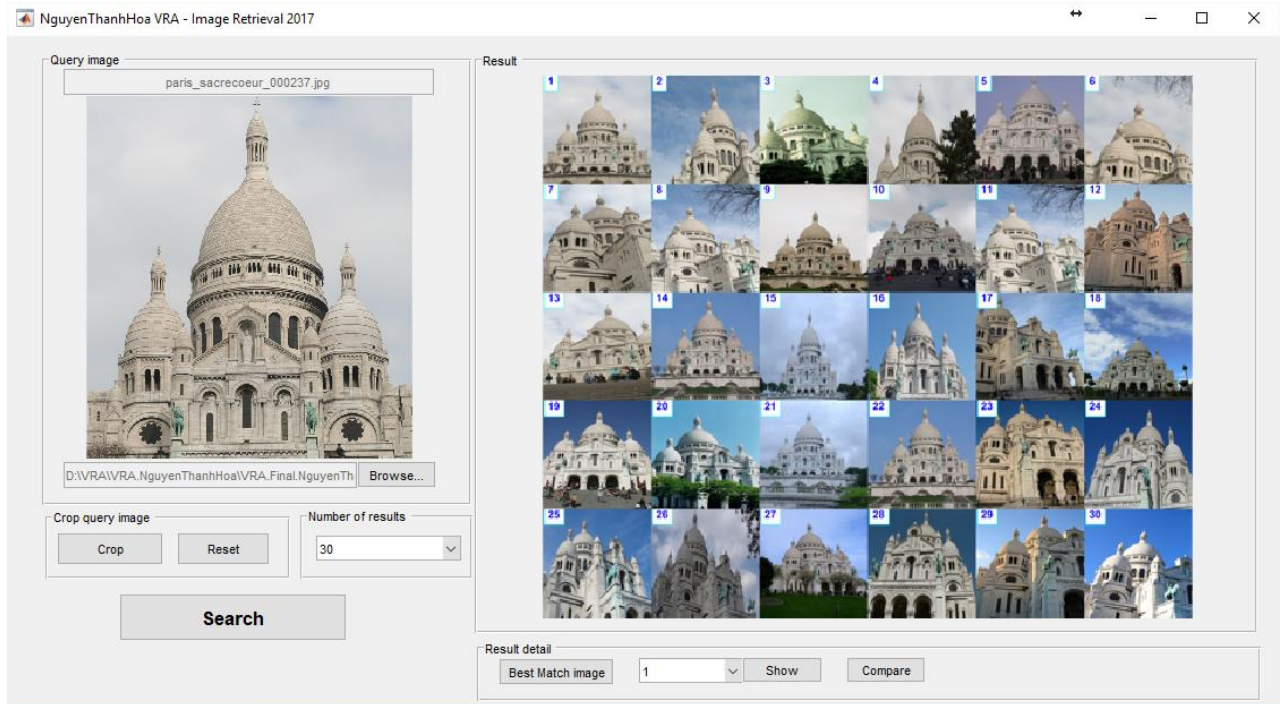 NguyenThanhHoa VRA - Image Retrieval 2017
Query image
paris_sacrecoeur_000237.jpg
D:\VRA\VRA.NguyenThanhHoa\VRA.Final.NguyenTh
Browse...
Crop query image
Crop
Reset
Number of results
30
Search
Result
1
2
3
4
5
6
7
8
9
10
11
12
13
14
15
16
17
18
19
20
21
22
23
24
25
26
27
28
29
30
Result detail
Best Match image
1
Show
Compare